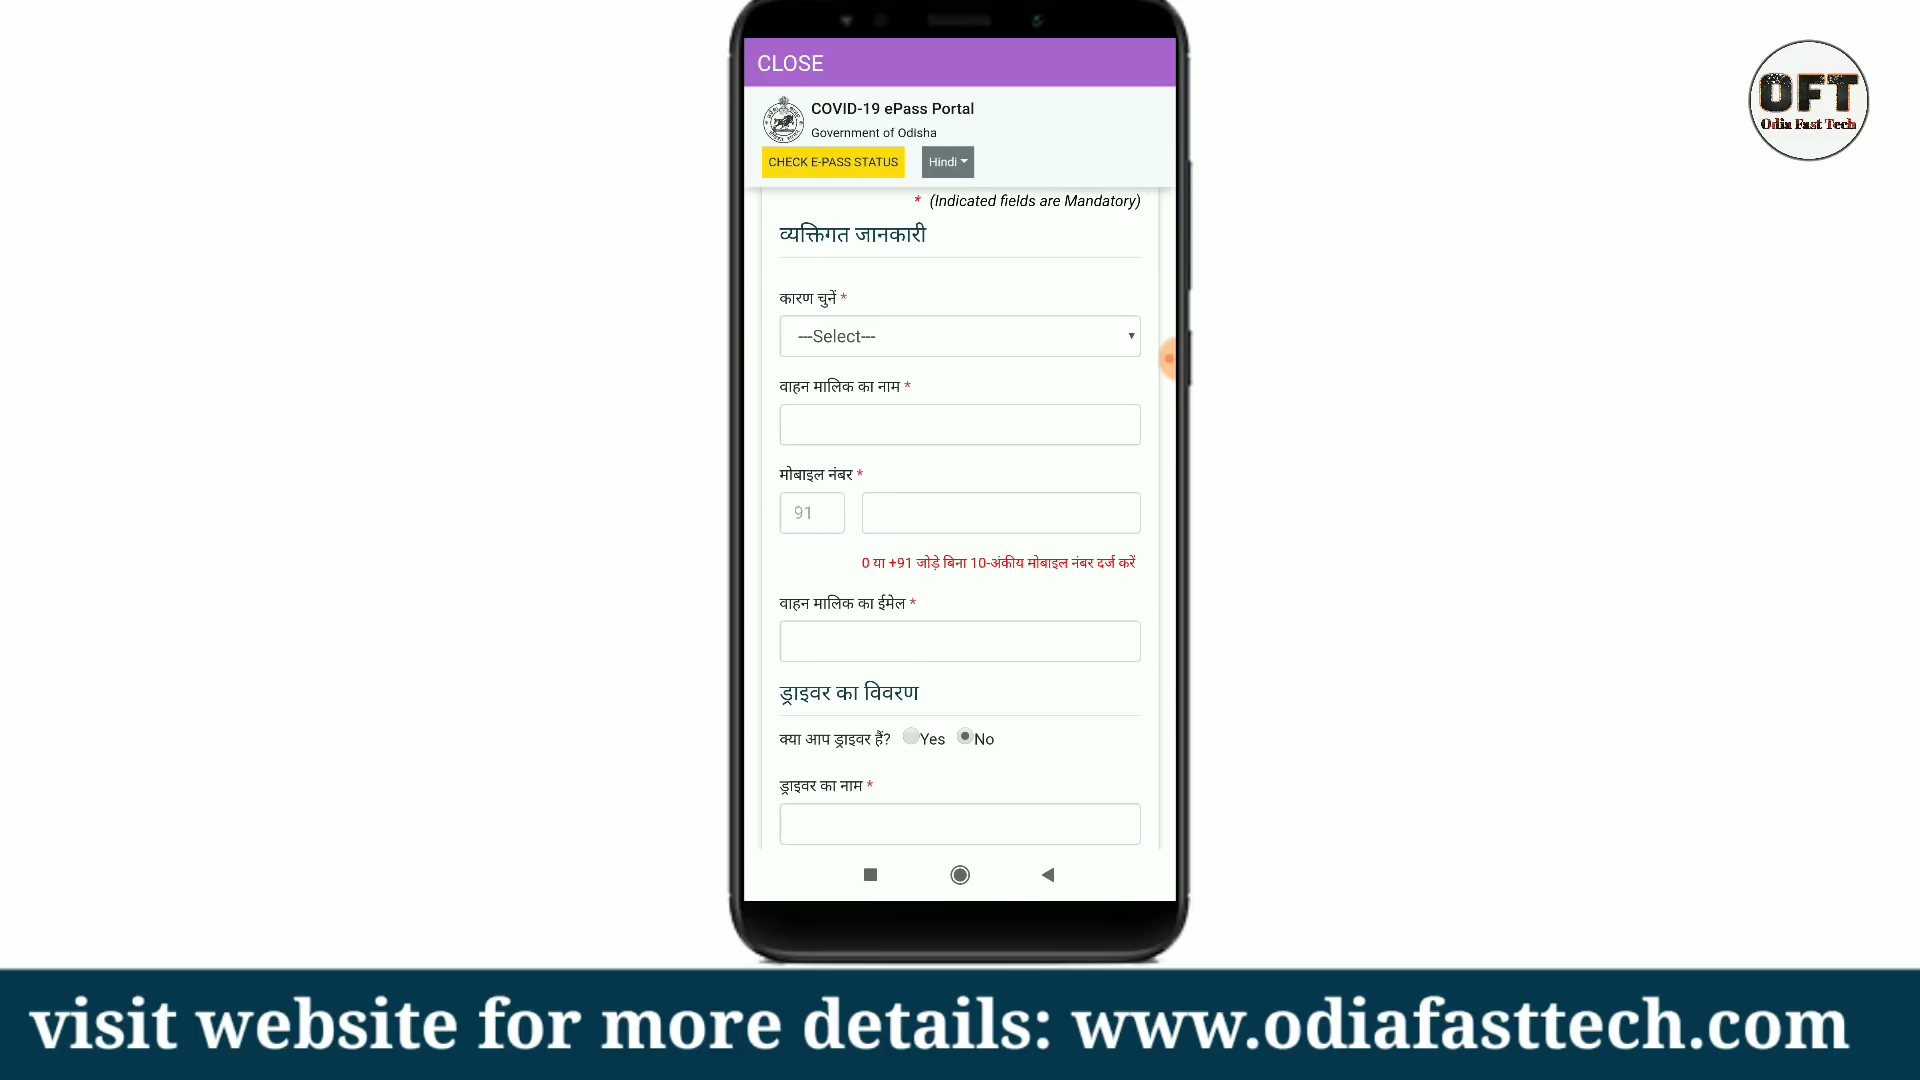 CLOSE
COVID-19 ePass Portal
Government of Odisha
CHECK E-PASS STATUS
Hindi
* (Indicated fields are Mandatory)
व्यक्तिगत जानकारी
कारण चुनें *
---Select---
वाहन मालिक का नाम *
मोबाइल नंबर *
91
0 या +91 जोड़े बिना 10-अंकीय मोबाइल नंबर दर्ज करें
वाहन मालिक का ईमेल *
ड्राइवर का विवरण
क्या आप ड्राइवर हैं? Yes No
ड्राइवर का नाम *
OFT
Odia Fast Tech
visit website for more details: www.odiafasttech.com